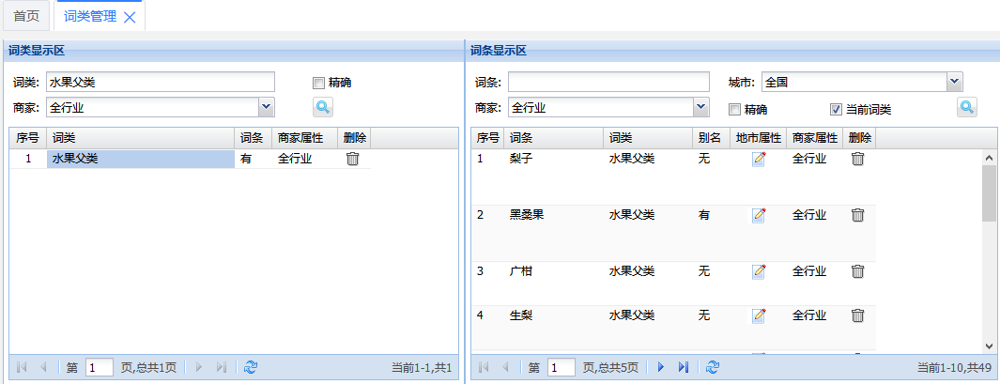 首页 词类管理
词类显示区
词类: 水果父类 精确
商家: 全行业
序号 词类 词条 商家属性 删除
1 水果父类 有 全行业
第 1 页,总共1页 当前1-1,共1
词条显示区
词条: 城市: 全国
商家: 全行业 精确 当前词类
序号 词条 词类 别名 地市属性 商家属性 删除
1 梨子 水果父类 无 全行业
2 黑桑果 水果父类 有 全行业
3 广柑 水果父类 无 全行业
4 生梨 水果父类 无 全行业
第 1 页,总共5页 当前1-10,共49